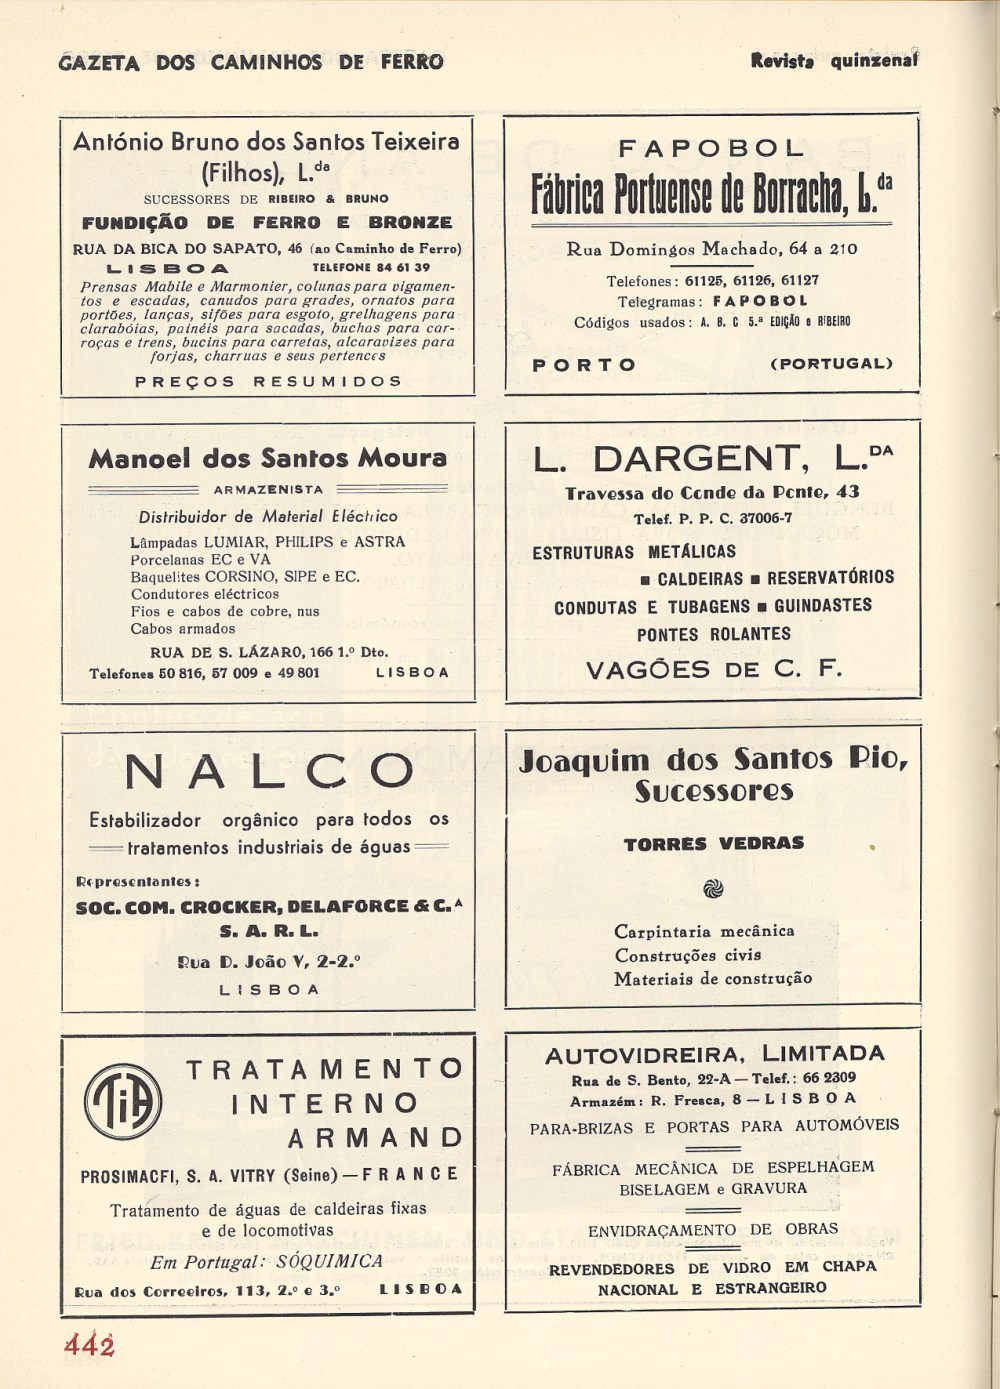 GAZETA DOS CAMINHOS DE FERRO
Revista quinzenal
António Bruno dos Santos Teixeira
(Filhos), L.da
SUCESSORES DE RIBEIRO & BRUNO
FUNDIÇÃO DE FERRO E BRONZE
RUA DA BICA DO SAPATO, 46 (ao Caminho de Ferro)
LISBOA TELEFONE 84 61 39
Prensas Mabile e Marmonier, colunas para vigamen-
tos e escadas, canudos para grades, ornatos para
portões, lanças, sifões para esgoto, grelhagens para
clarabóias, painéis para sacadas, buchas para car-
roças e trens, bucins para carretas, alcaravizes para
forjas, charruas e seus pertences
PREÇOS RESUMIDOS
FAPOBOL
Fábrica Portuense de Borracha, L.da
Rua Domingos Machado, 64 a 210
Telefones: 61125, 61126, 61127
Telegramas: FAPOBOL
Códigos usados: A. B. C 5.ª EDIÇÃO e RIBEIRO
PORTO (PORTUGAL)
Manoel dos Santos Moura
ARMAZENISTA
Distribuidor de Material Eléctrico
Lâmpadas LUMIAR, PHILIPS e ASTRA
Porcelanas EC e VA
Baquelites CORSINO, SIPE e EC.
Condutores eléctricos
Fios e cabos de cobre, nus
Cabos armados
RUA DE S. LÁZARO, 166 1.º Dto.
Telefones 50 816, 57 009 e 49 801 LISBOA
L. DARGENT, L.DA
Travessa do Conde da Ponte, 43
Telef. P. P. C. 37006-7
ESTRUTURAS METÁLICAS
■ CALDEIRAS ■ RESERVATÓRIOS
CONDUTAS E TUBAGENS ■ GUINDASTES
PONTES ROLANTES
VAGÕES DE C. F.
NALCO
Estabilizador orgânico para todos os
tratamentos industriais de águas
Representantes:
SOC. COM. CROCKER, DELAFORCE & C.A
S. A. R. L.
Rua D. João V, 2-2.º
LISBOA
Joaquim dos Santos Rio,
Sucessores
TORRES VEDRAS
Carpintaria mecânica
Construções civis
Materiais de construção
TiA
TRATAMENTO
INTERNO
ARMAND
PROSIMACFI, S. A. VITRY (Seine) — FRANCE
Tratamento de águas de caldeiras fixas
e de locomotivas
Em Portugal: SÓQUIMICA
Rua dos Correeiros, 113, 2.º e 3.º LISBOA
AUTOVIDREIRA, LIMITADA
Rua de S. Bento, 22-A — Telef.: 66 2309
Armazém: R. Fresca, 8 — LISBOA
PARA-BRIZAS E PORTAS PARA AUTOMÓVEIS
FÁBRICA MECÂNICA DE ESPELHAGEM
BISELAGEM e GRAVURA
ENVIDRAÇAMENTO DE OBRAS
REVENDEDORES DE VIDRO EM CHAPA
NACIONAL E ESTRANGEIRO
442